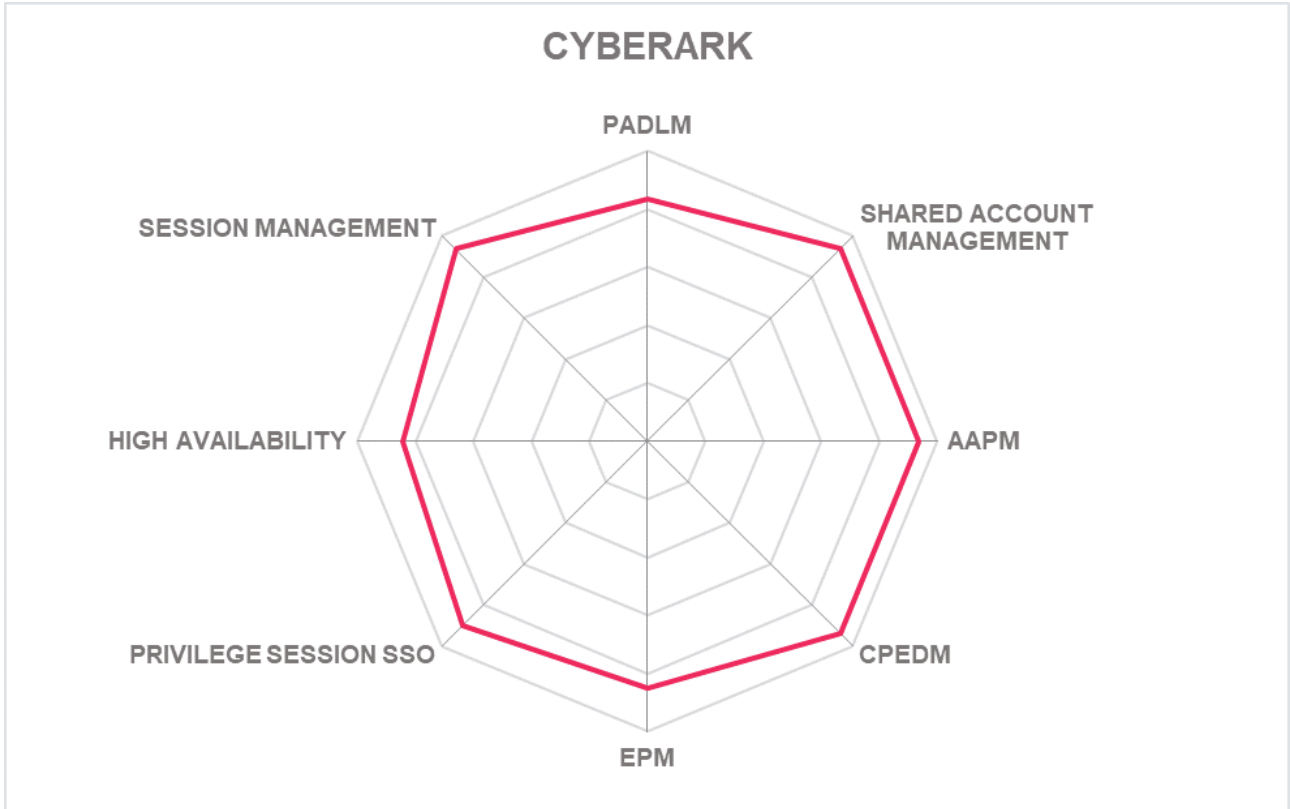 CYBERARK
PADLM
SESSION MANAGEMENT
SHARED ACCOUNT
MANAGEMENT
HIGH AVAILABILITY
AAPM
PRIVILEGE SESSION SSO
CPEDM
EPM